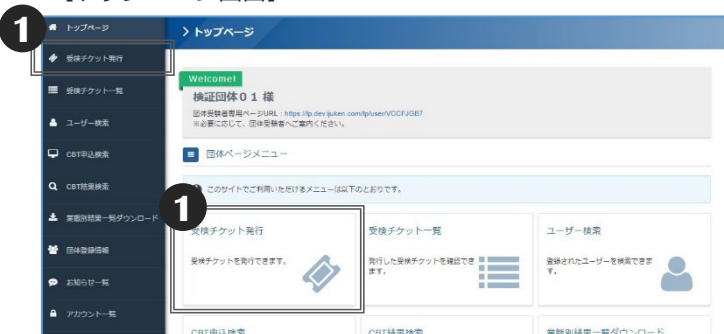 1
トップページ
受検チケット発行
受検チケット一覧
ユーザー検索
CBT申込検索
CBT結果検索
業種別結果一覧ダウンロード
団体登録情報
お知らせ一覧
アカウント一覧
トップページ
Welcome!
検証団体01 様
団体受験者専用ページURL : https://fp.dev.ijuken.com/fp/user/VCCFJGB7
※必要に応じて、団体受験者へご案内ください。
団体ページメニュー
このサイトでご利用いただけるメニューは以下のとおりです。
1
受検チケット発行
受検チケットを発行できます。
受検チケット一覧
発行した受検チケットを確認でき
ます。
ユーザー検索
登録されたユーザーを検索できま
す。
CBT申込検索
CBT結果検索
業種別結果一覧ダウンロード